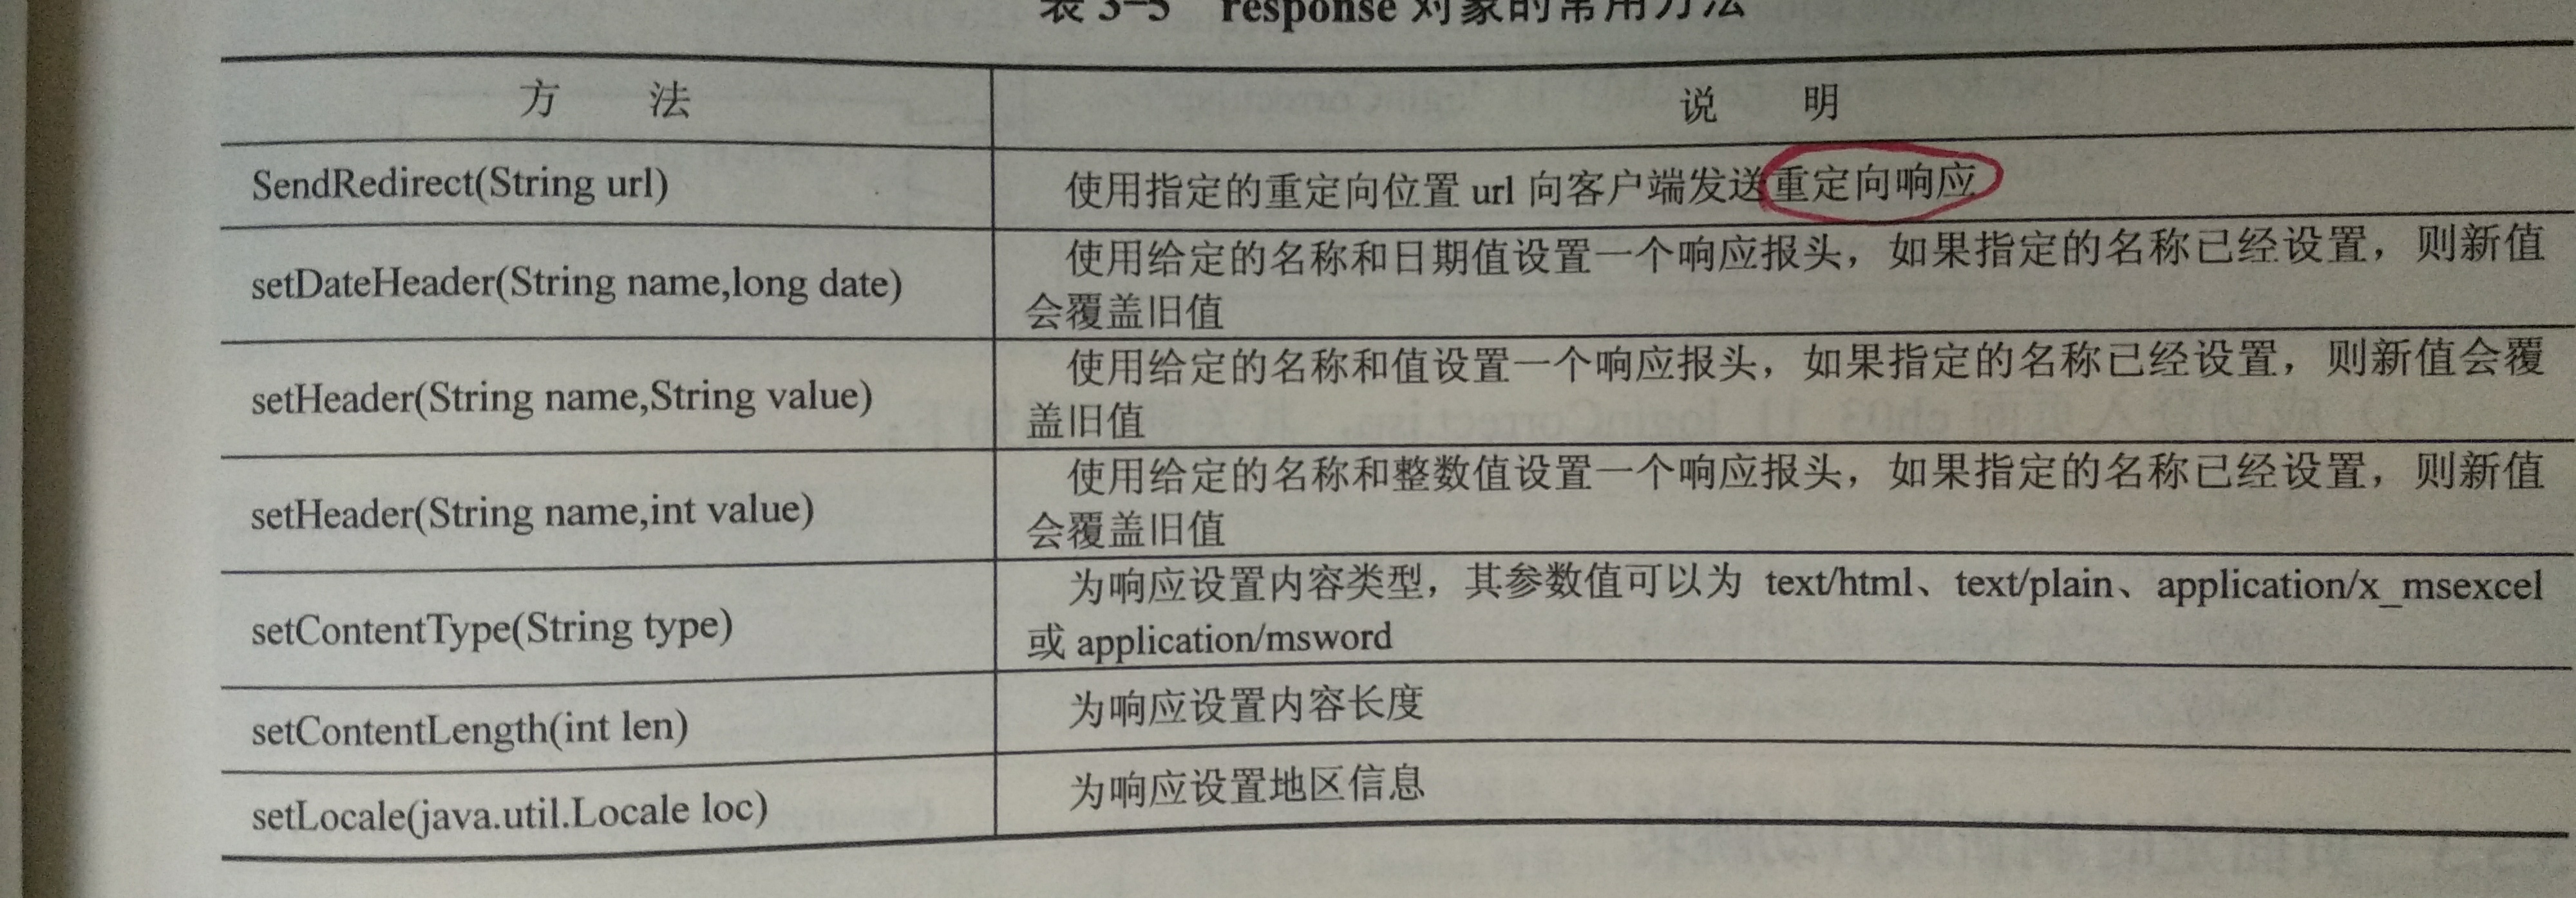 表 3-5 response 对象的常用方法
方 法 说 明
SendRedirect(String url) 使用指定的重定向位置 url 向客户端发送重定向响应
setDateHeader(String name,long date) 使用给定的名称和日期值设置一个响应报头，如果指定的名称已经设置，则新值
会覆盖旧值
setHeader(String name,String value) 使用给定的名称和值设置一个响应报头，如果指定的名称已经设置，则新值会覆
盖旧值
setHeader(String name,int value) 使用给定的名称和整数值设置一个响应报头，如果指定的名称已经设置，则新值
会覆盖旧值
setContentType(String type) 为响应设置内容类型，其参数值可以为 text/html、text/plain、application/x_msexcel
或 application/msword
setContentLength(int len) 为响应设置内容长度
setLocale(java.util.Locale loc) 为响应设置地区信息